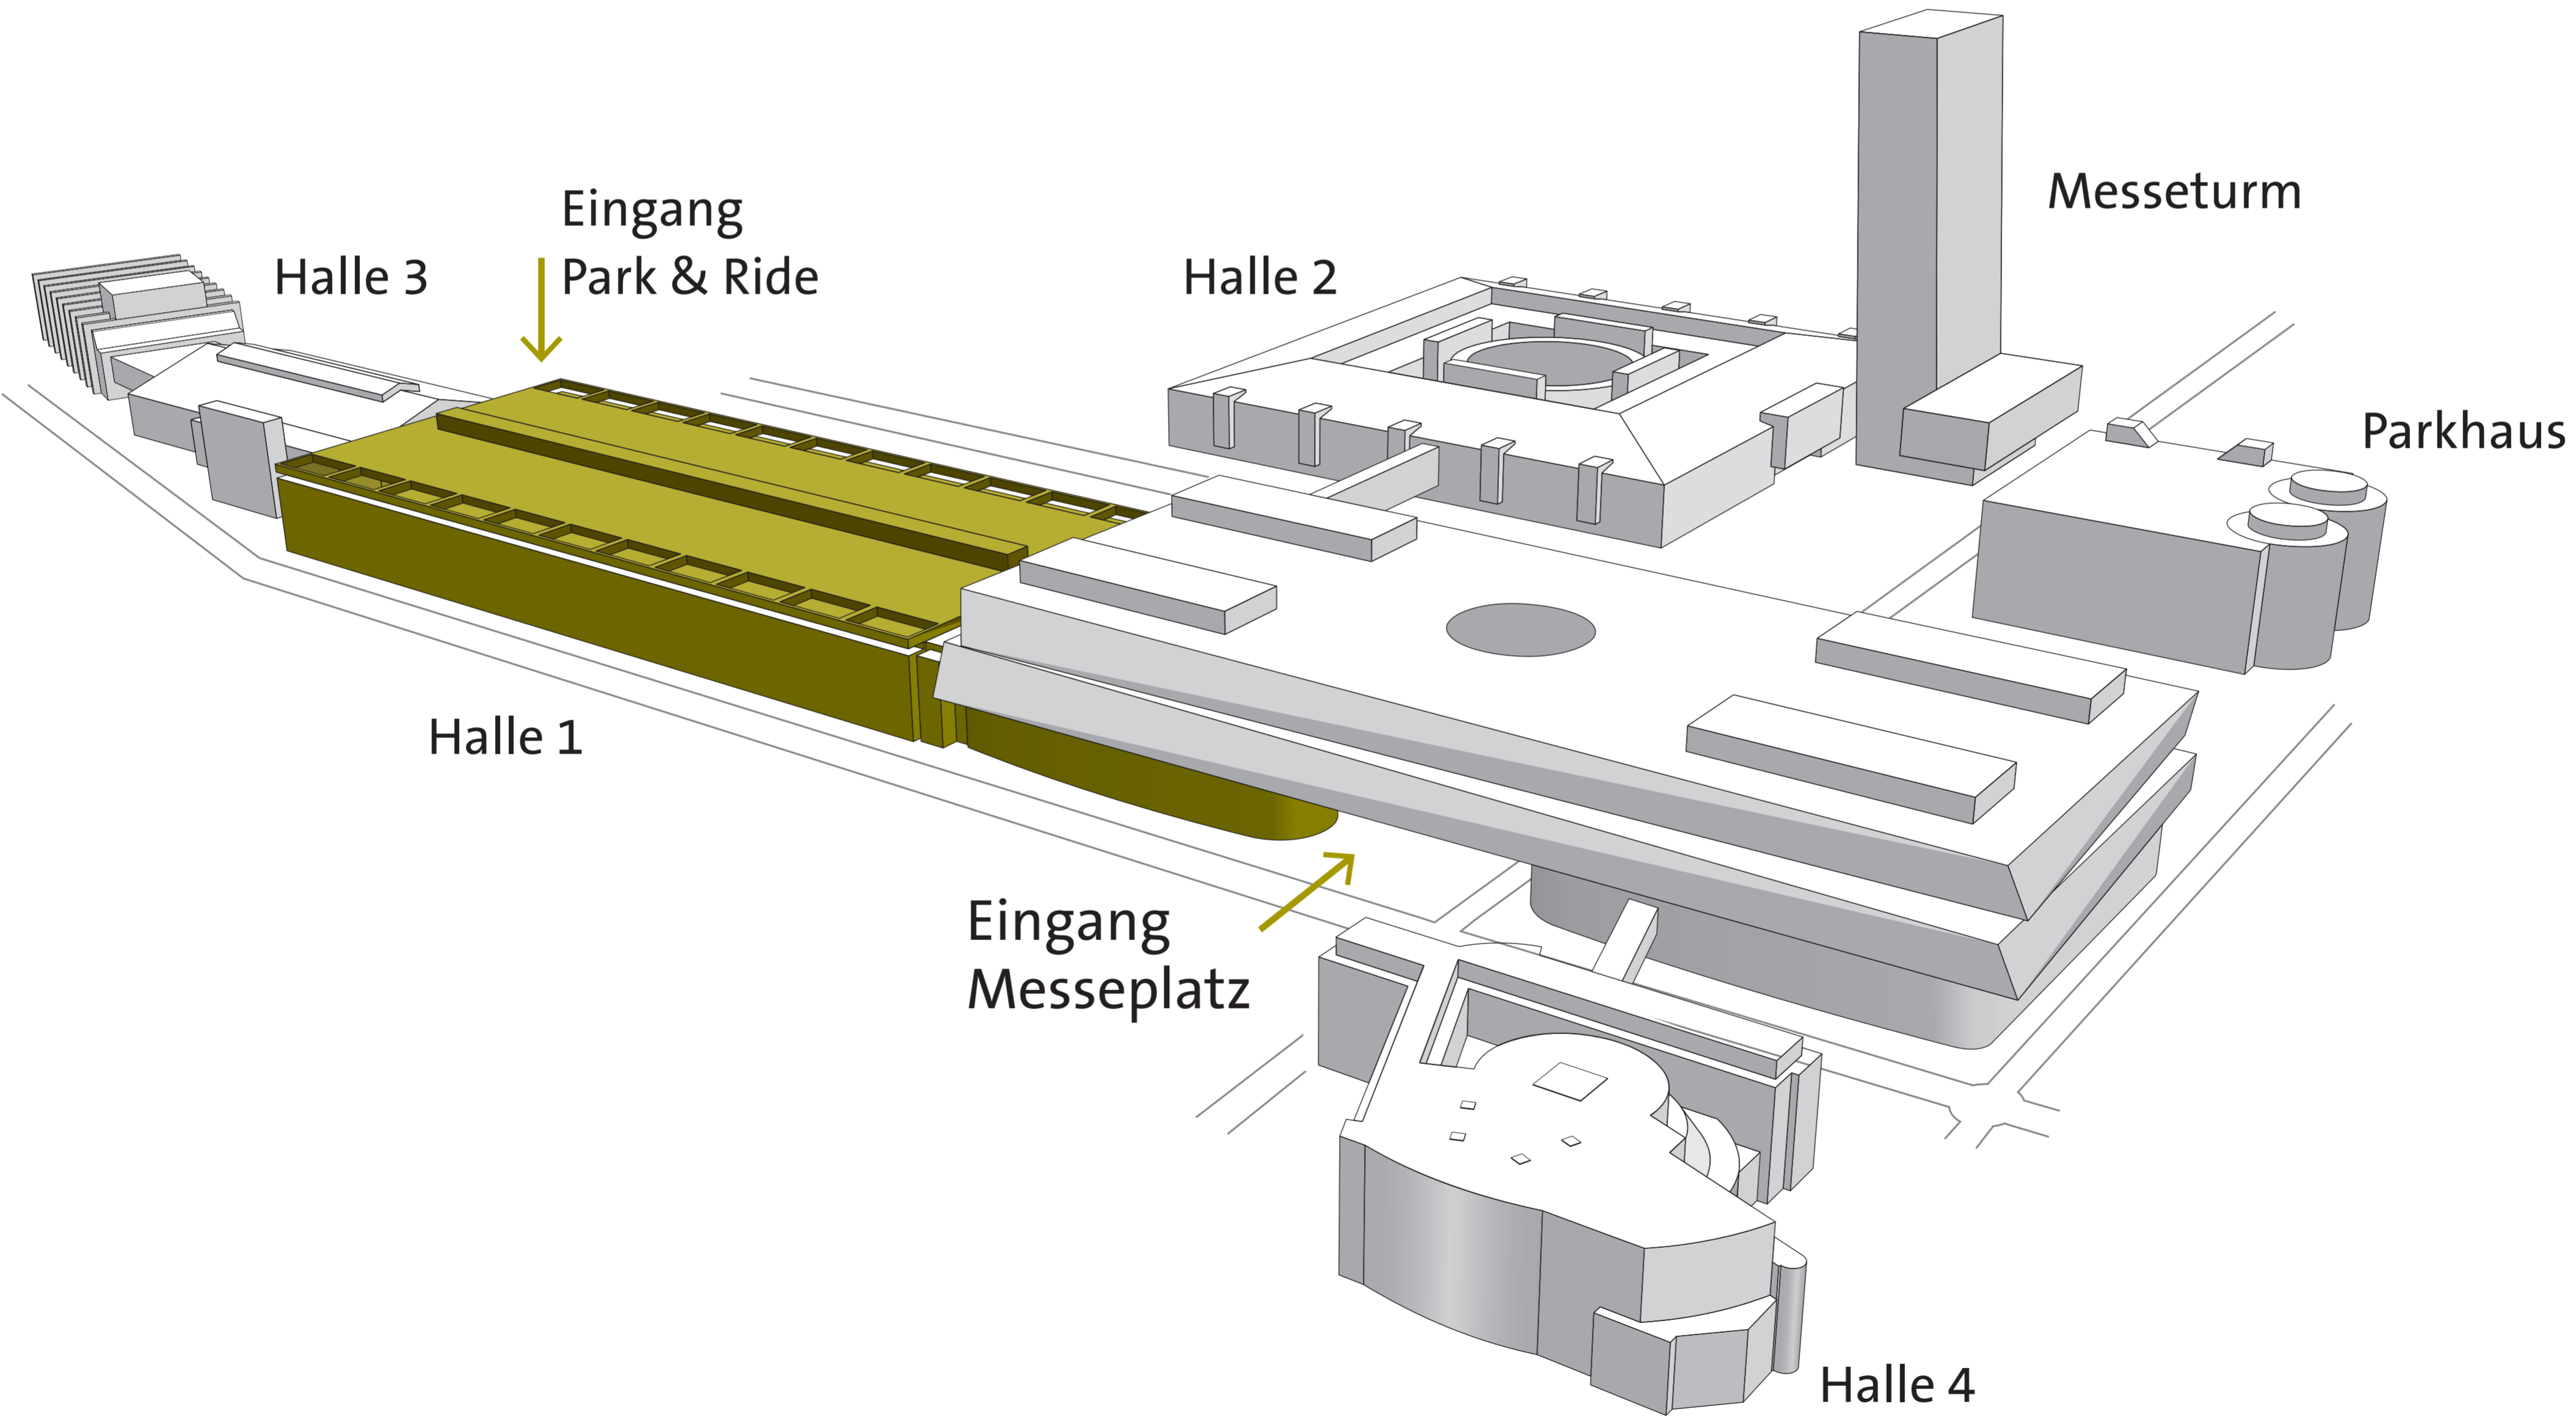 Messeturm
Eingang
Park & Ride
Halle 3
Halle 2
Parkhaus
Halle 1
Eingang
Messeplatz
Halle 4